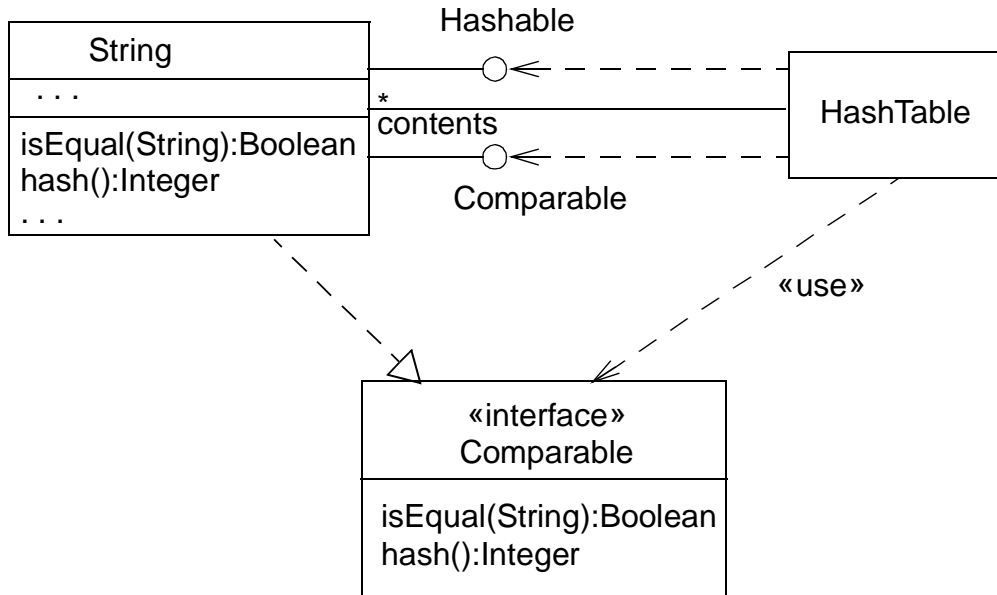 Hashable
String
. . .
*
contents
HashTable
isEqual(String):Boolean
hash():Integer
. . .
Comparable
«use»
«interface»
Comparable
isEqual(String):Boolean
hash():Integer